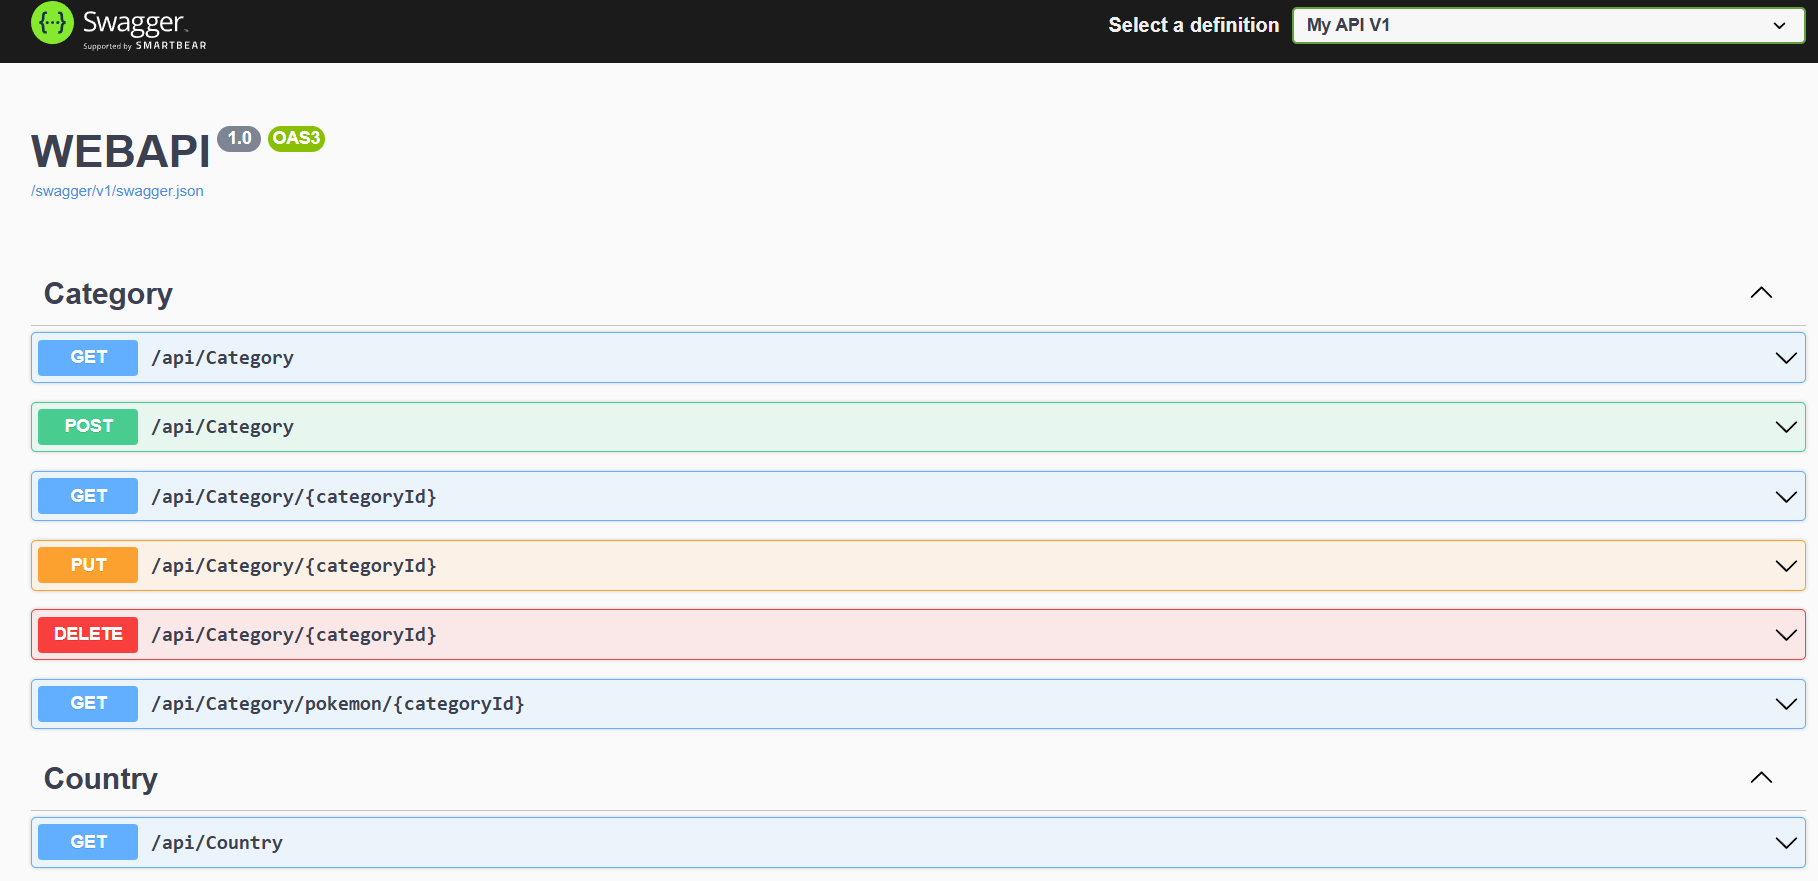 Swagger.
Supported by SMARTBEAR
Select a definition
My API V1
WEBAPI 1.0 OAS3
/swagger/v1/swagger.json
Category
GET /api/Category
POST /api/Category
GET /api/Category/{categoryId}
PUT /api/Category/{categoryId}
DELETE /api/Category/{categoryId}
GET /api/Category/pokemon/{categoryId}
Country
GET /api/Country